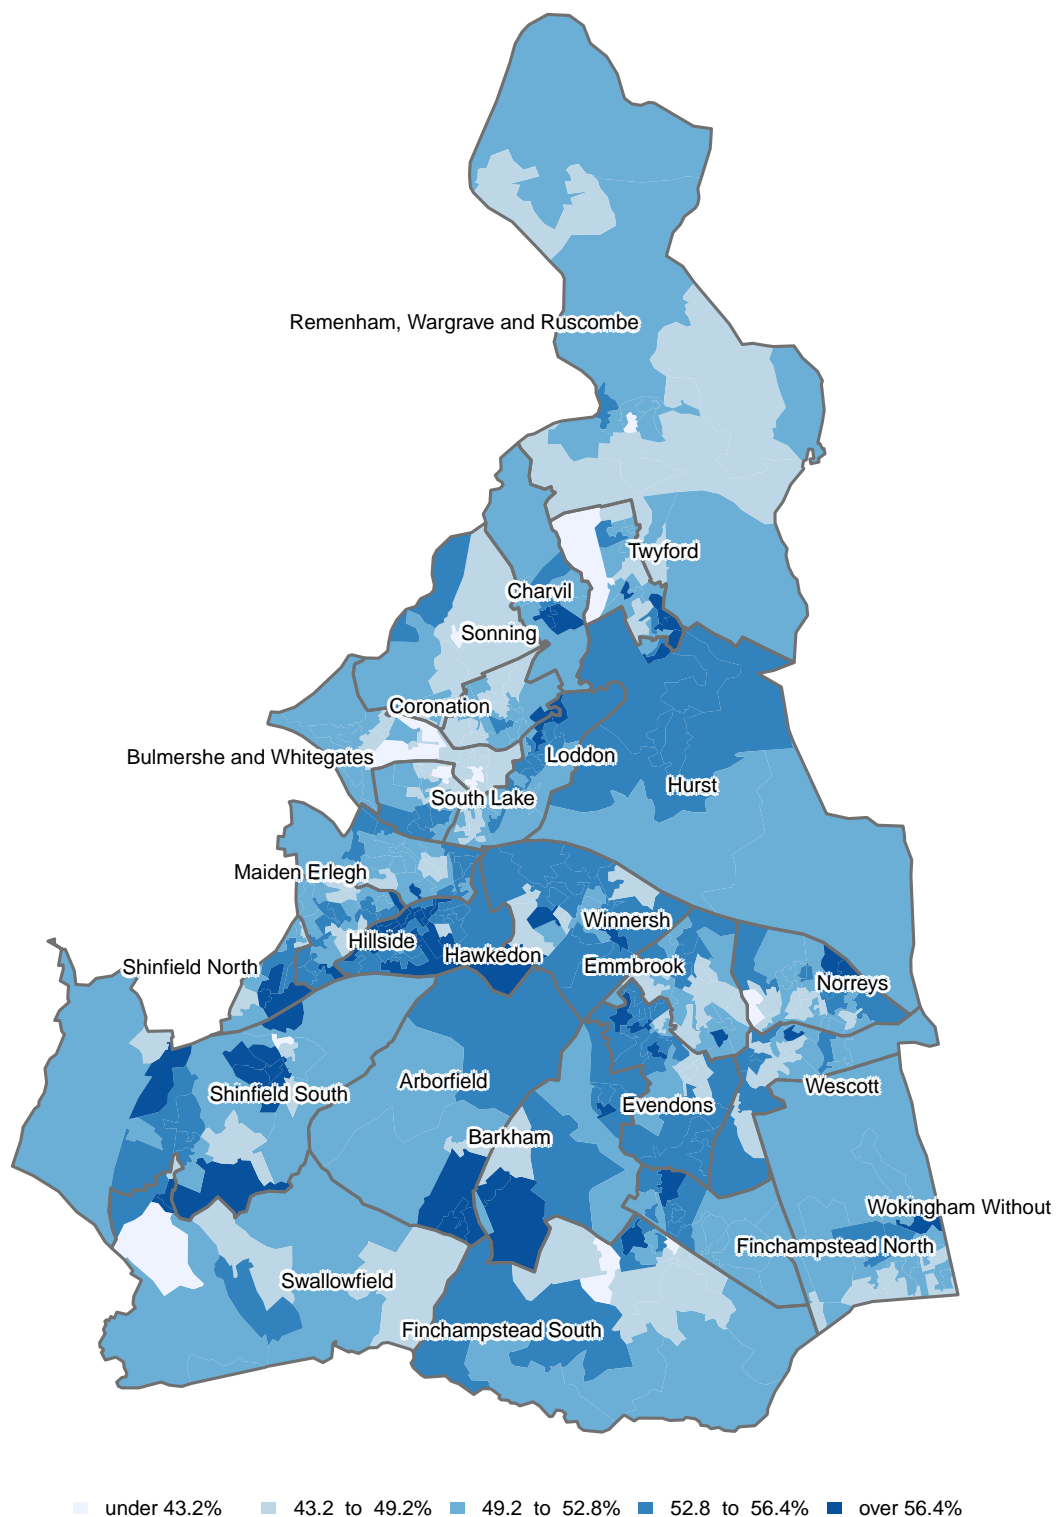 Remenham, Wargrave and Ruscombe
Twyford
Charvil
Sonning
Coronation
Bulmershe and Whitegates
Loddon
Hurst
South Lake
Maiden Erlegh
Winnersh
Hillside
Hawkedon
Emmbrook
Shinfield North
Norreys
Arborfield
Wescott
Shinfield South
Evendons
Barkham
Wokingham Without
Finchampstead North
Swallowfield
Finchampstead South
under 43.2% 43.2 to 49.2% 49.2 to 52.8% 52.8 to 56.4% over 56.4%